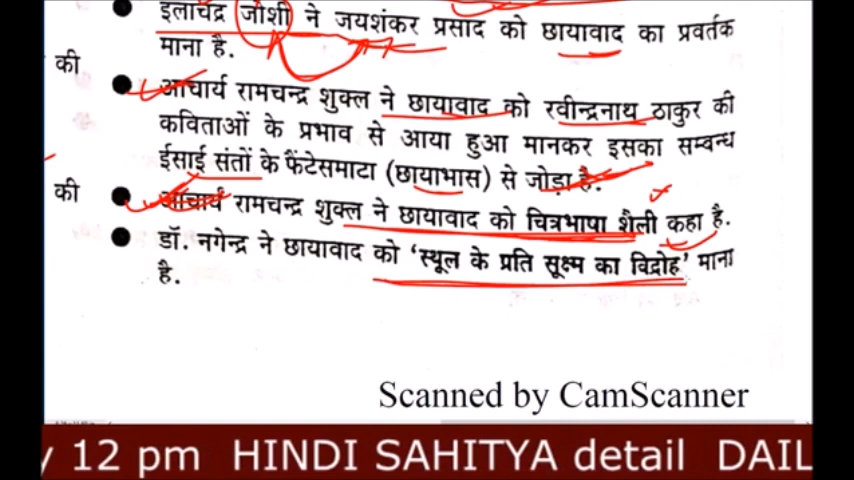 इलाचंद्र जोशी ने जयशंकर प्रसाद को छायावाद का प्रवर्तक
माना है.
की
आचार्य रामचन्द्र शुक्ल ने छायावाद को रवीन्द्रनाथ ठाकुर की
कविताओं के प्रभाव से आया हुआ मानकर इसका सम्वन्ध
ईसाई संतों के फैंटेसमाटा (छायाभास) से जोड़ा है.
की
आचार्य रामचन्द्र शुक्ल ने छायावाद को चित्रभाषा शैली कहा है.
डॉ. नगेन्द्र ने छायावाद को ‘स्थूल के प्रति सूक्ष्म का विद्रोह’ माना
है.
Scanned by CamScanner
y 12 pm HINDI SAHITYA detail DAIL